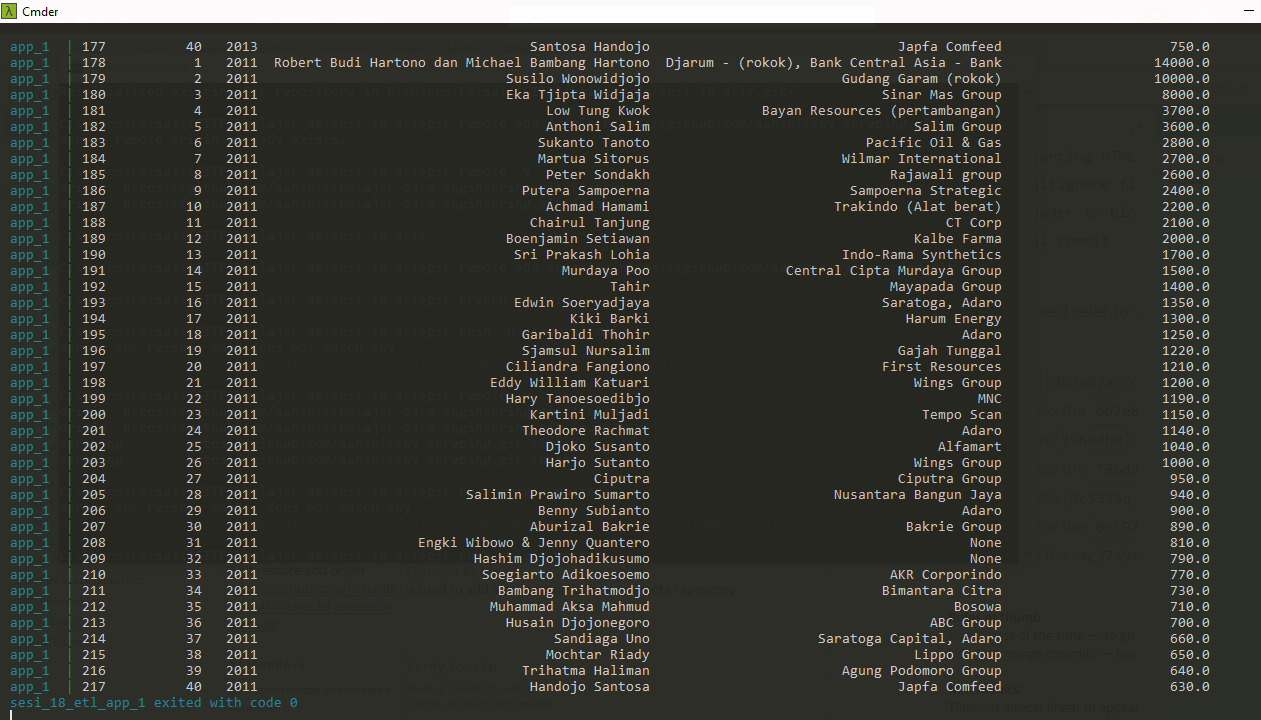 Cmder
app_1 | 177 40 2013 Santosa Handojo Japfa Comfeed 750.0
app_1 | 178 1 2011 Robert Budi Hartono dan Michael Bambang Hartono Djarum - (rokok), Bank Central Asia - Bank 14000.0
app_1 | 179 2 2011 Susilo Wonowidjojo Gudang Garam (rokok) 10000.0
app_1 | 180 3 2011 Eka Tjipta Widjaja Sinar Mas Group 8000.0
app_1 | 181 4 2011 Low Tung Kwok Bayan Resources (pertambangan) 3700.0
app_1 | 182 5 2011 Anthoni Salim Salim Group 3600.0
app_1 | 183 6 2011 Sukanto Tanoto Pacific Oil & Gas 2800.0
app_1 | 184 7 2011 Martua Sitorus Wilmar International 2700.0
app_1 | 185 8 2011 Peter Sondakh Rajawali group 2600.0
app_1 | 186 9 2011 Putera Sampoerna Sampoerna Strategic 2400.0
app_1 | 187 10 2011 Achmad Hamami Trakindo (Alat berat) 2200.0
app_1 | 188 11 2011 Chairul Tanjung CT Corp 2100.0
app_1 | 189 12 2011 Boenjamin Setiawan Kalbe Farma 2000.0
app_1 | 190 13 2011 Sri Prakash Lohia Indo-Rama Synthetics 1700.0
app_1 | 191 14 2011 Murdaya Poo Central Cipta Murdaya Group 1500.0
app_1 | 192 15 2011 Tahir Mayapada Group 1400.0
app_1 | 193 16 2011 Edwin Soeryadjaya Saratoga, Adaro 1350.0
app_1 | 194 17 2011 Kiki Barki Harum Energy 1300.0
app_1 | 195 18 2011 Garibaldi Thohir Adaro 1250.0
app_1 | 196 19 2011 Sjamsul Nursalim Gajah Tunggal 1220.0
app_1 | 197 20 2011 Ciliandra Fangiono First Resources 1210.0
app_1 | 198 21 2011 Eddy William Katuari Wings Group 1200.0
app_1 | 199 22 2011 Hary Tanoesoedibjo MNC 1190.0
app_1 | 200 23 2011 Kartini Muljadi Tempo Scan 1150.0
app_1 | 201 24 2011 Theodore Rachmat Adaro 1140.0
app_1 | 202 25 2011 Djoko Susanto Alfamart 1040.0
app_1 | 203 26 2011 Harjo Sutanto Wings Group 1000.0
app_1 | 204 27 2011 Ciputra Ciputra Group 950.0
app_1 | 205 28 2011 Salimin Prawiro Sumarto Nusantara Bangun Jaya 940.0
app_1 | 206 29 2011 Benny Subianto Adaro 900.0
app_1 | 207 30 2011 Aburizal Bakrie Bakrie Group 890.0
app_1 | 208 31 2011 Engki Wibowo & Jenny Quantero None 810.0
app_1 | 209 32 2011 Hashim Djojohadikusumo None 790.0
app_1 | 210 33 2011 Soegiarto Adikoesoemo AKR Corporindo 770.0
app_1 | 211 34 2011 Bambang Trihatmodjo Bimantara Citra 730.0
app_1 | 212 35 2011 Muhammad Aksa Mahmud Bosowa 710.0
app_1 | 213 36 2011 Husain Djojonegoro ABC Group 700.0
app_1 | 214 37 2011 Sandiaga Uno Saratoga Capital, Adaro 660.0
app_1 | 215 38 2011 Mochtar Riady Lippo Group 650.0
app_1 | 216 39 2011 Trihatma Haliman Agung Podomoro Group 640.0
app_1 | 217 40 2011 Handojo Santosa Japfa Comfeed 630.0
sesi_18_etl_app_1 exited with code 0